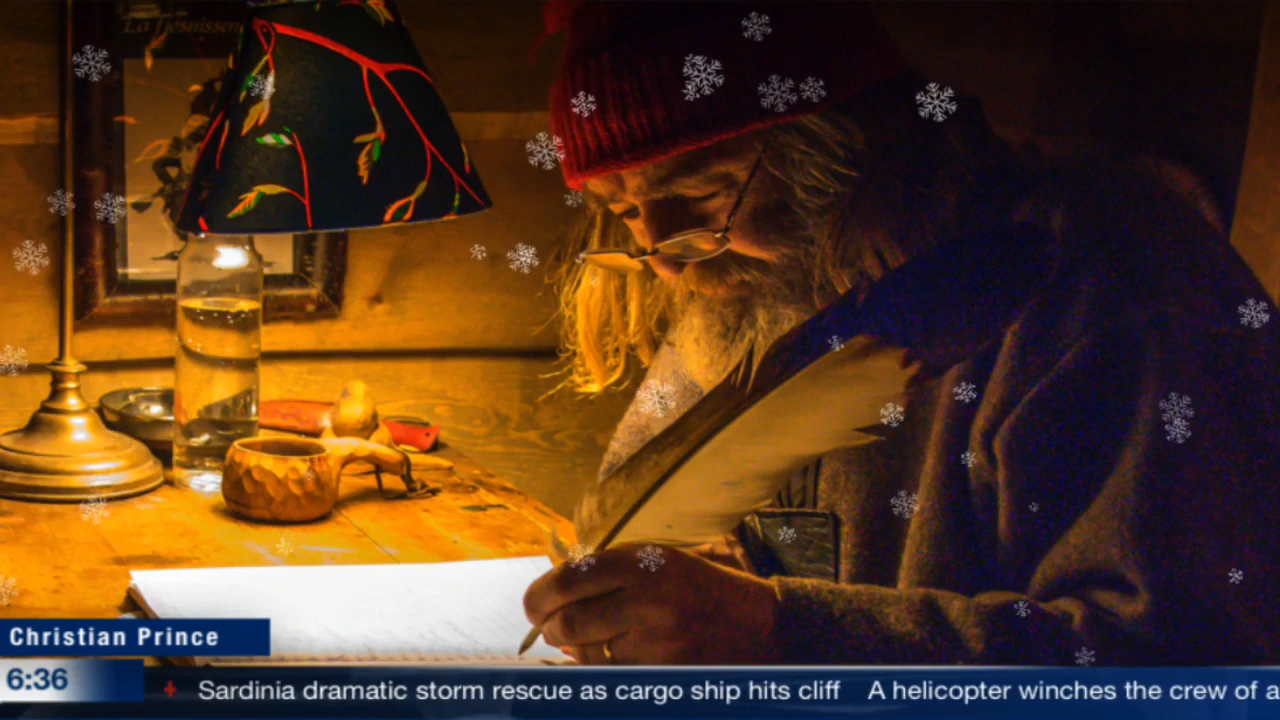 Christian Prince
6:36
Sardinia dramatic storm rescue as cargo ship hits cliff A helicopter winches the crew of a